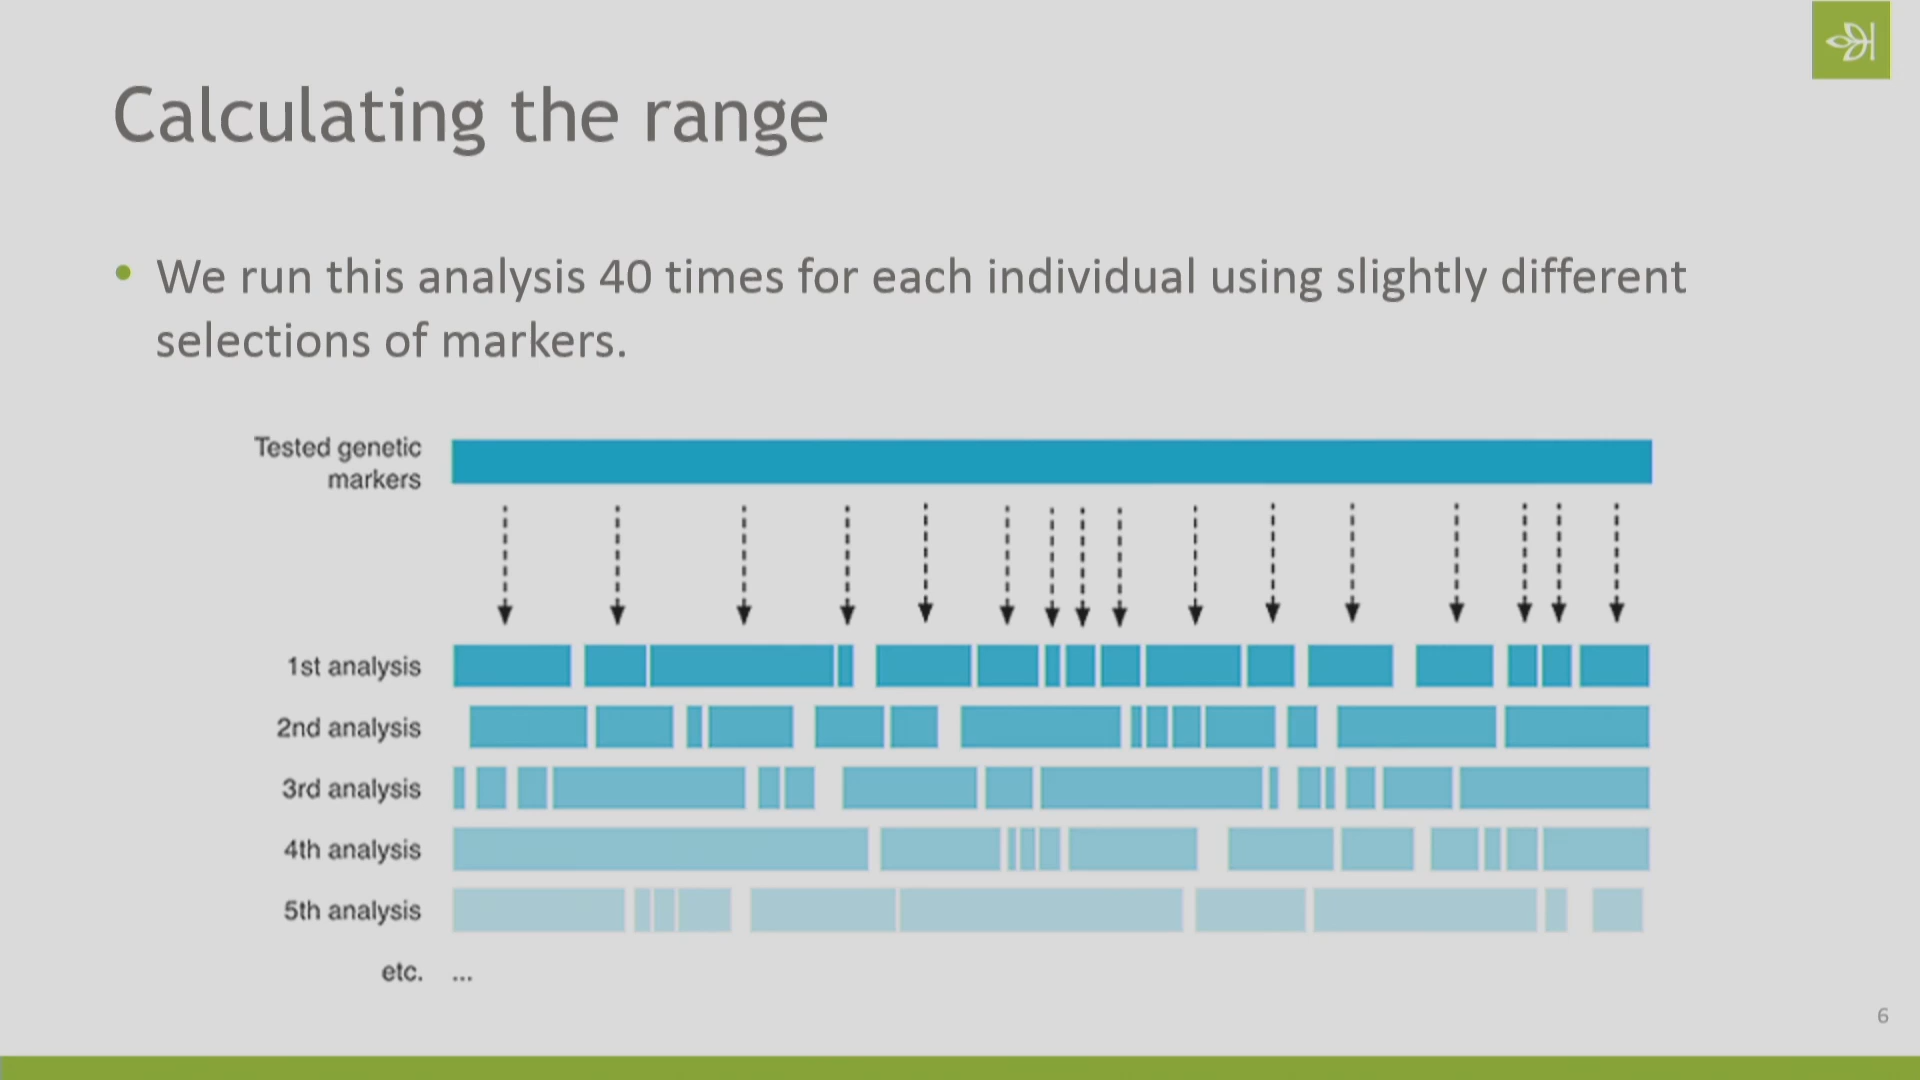 Calculating the range
• We run this analysis 40 times for each individual using slightly different
selections of markers.
Tested genetic
markers
1st analysis
2nd analysis
3rd analysis
4th analysis
5th analysis
etc. ...
6